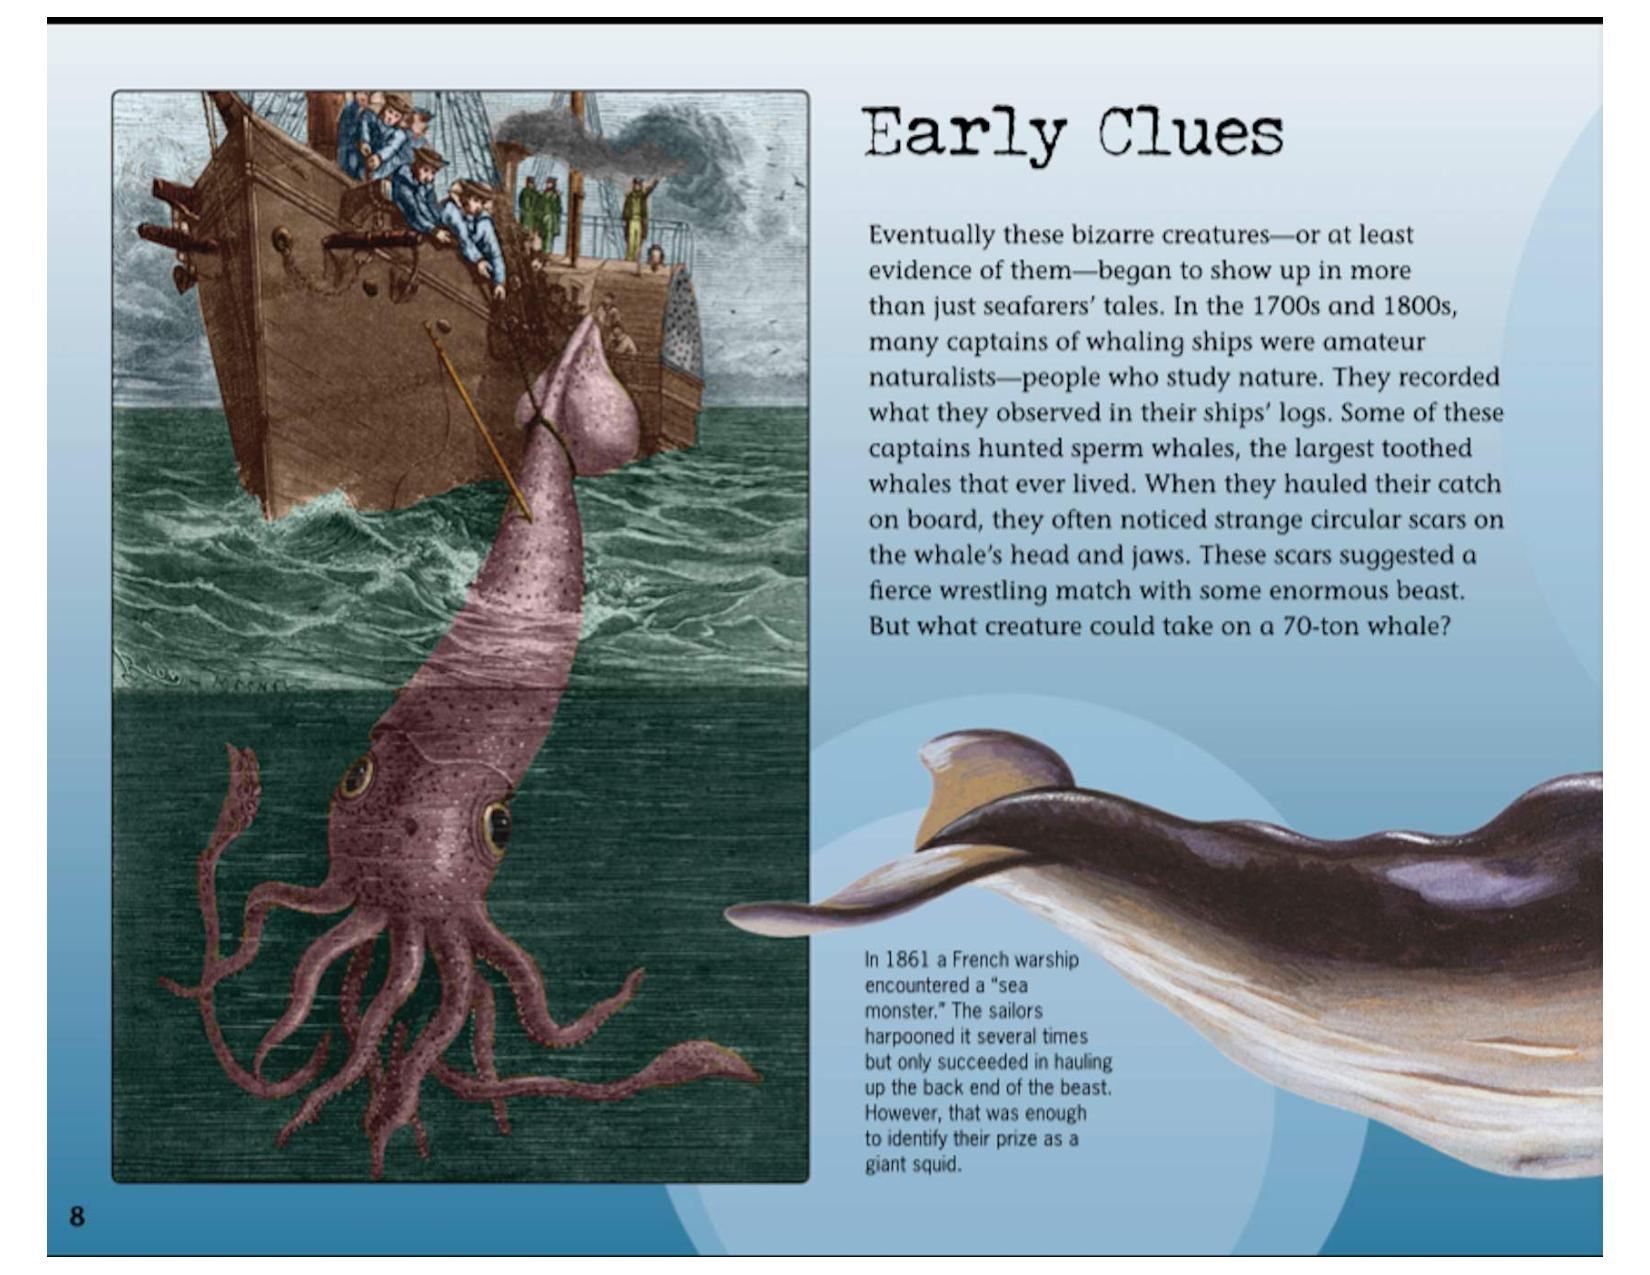 Early Clues
Eventually these bizarre creatures—or at least
evidence of them—began to show up in more
than just seafarers' tales. In the 1700s and 1800s,
many captains of whaling ships were amateur
naturalists—people who study nature. They recorded
what they observed in their ships' logs. Some of these
captains hunted sperm whales, the largest toothed
whales that ever lived. When they hauled their catch
on board, they often noticed strange circular scars on
the whale's head and jaws. These scars suggested a
fierce wrestling match with some enormous beast.
But what creature could take on a 70-ton whale?
In 1861 a French warship
encountered a "sea
monster." The sailors
harpooned it several times
but only succeeded in hauling
up the back end of the beast.
However, that was enough
to identify their prize as a
giant squid.
8